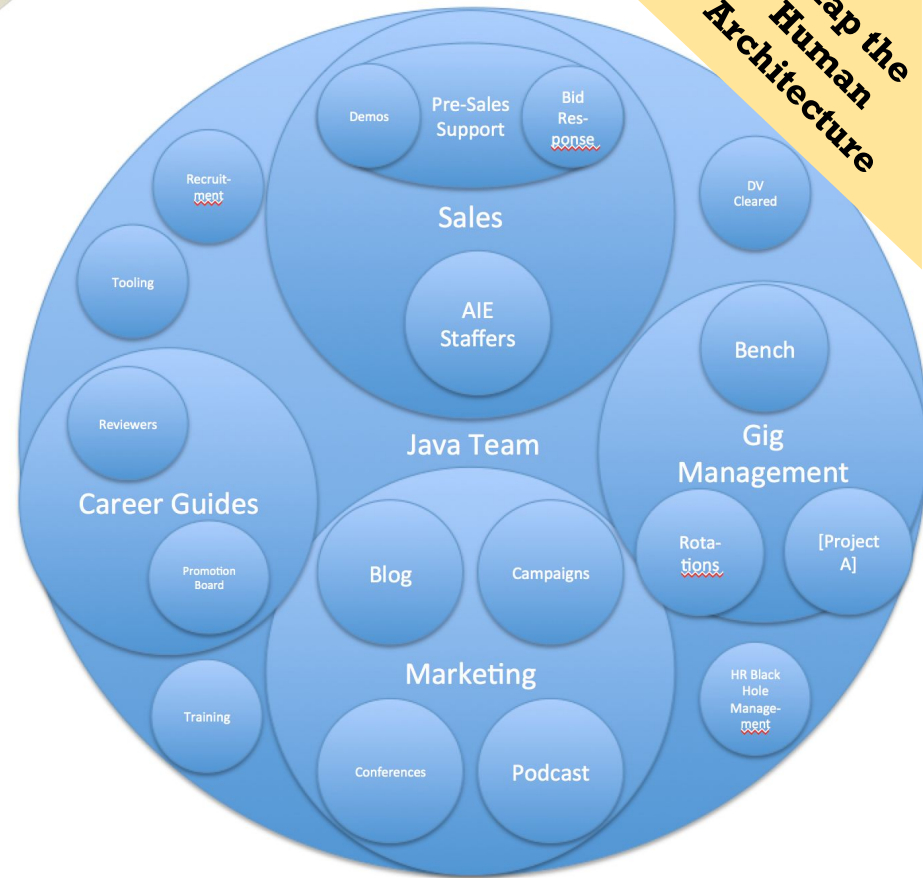 the
Human
Architecture
Demos
Pre-Sales
Support
Bid
Res-
ponse
Recruit-
ment
DV
Cleared
Sales
Tooling
AIE
Staffers
Bench
Reviewers
Java Team
Gig
Management
Career Guides
Rota-
tions
[Project
A]
Promotion
Board
Blog
Campaigns
Marketing
HR Black
Hole
Manage-
ment
Training
Conferences
Podcast